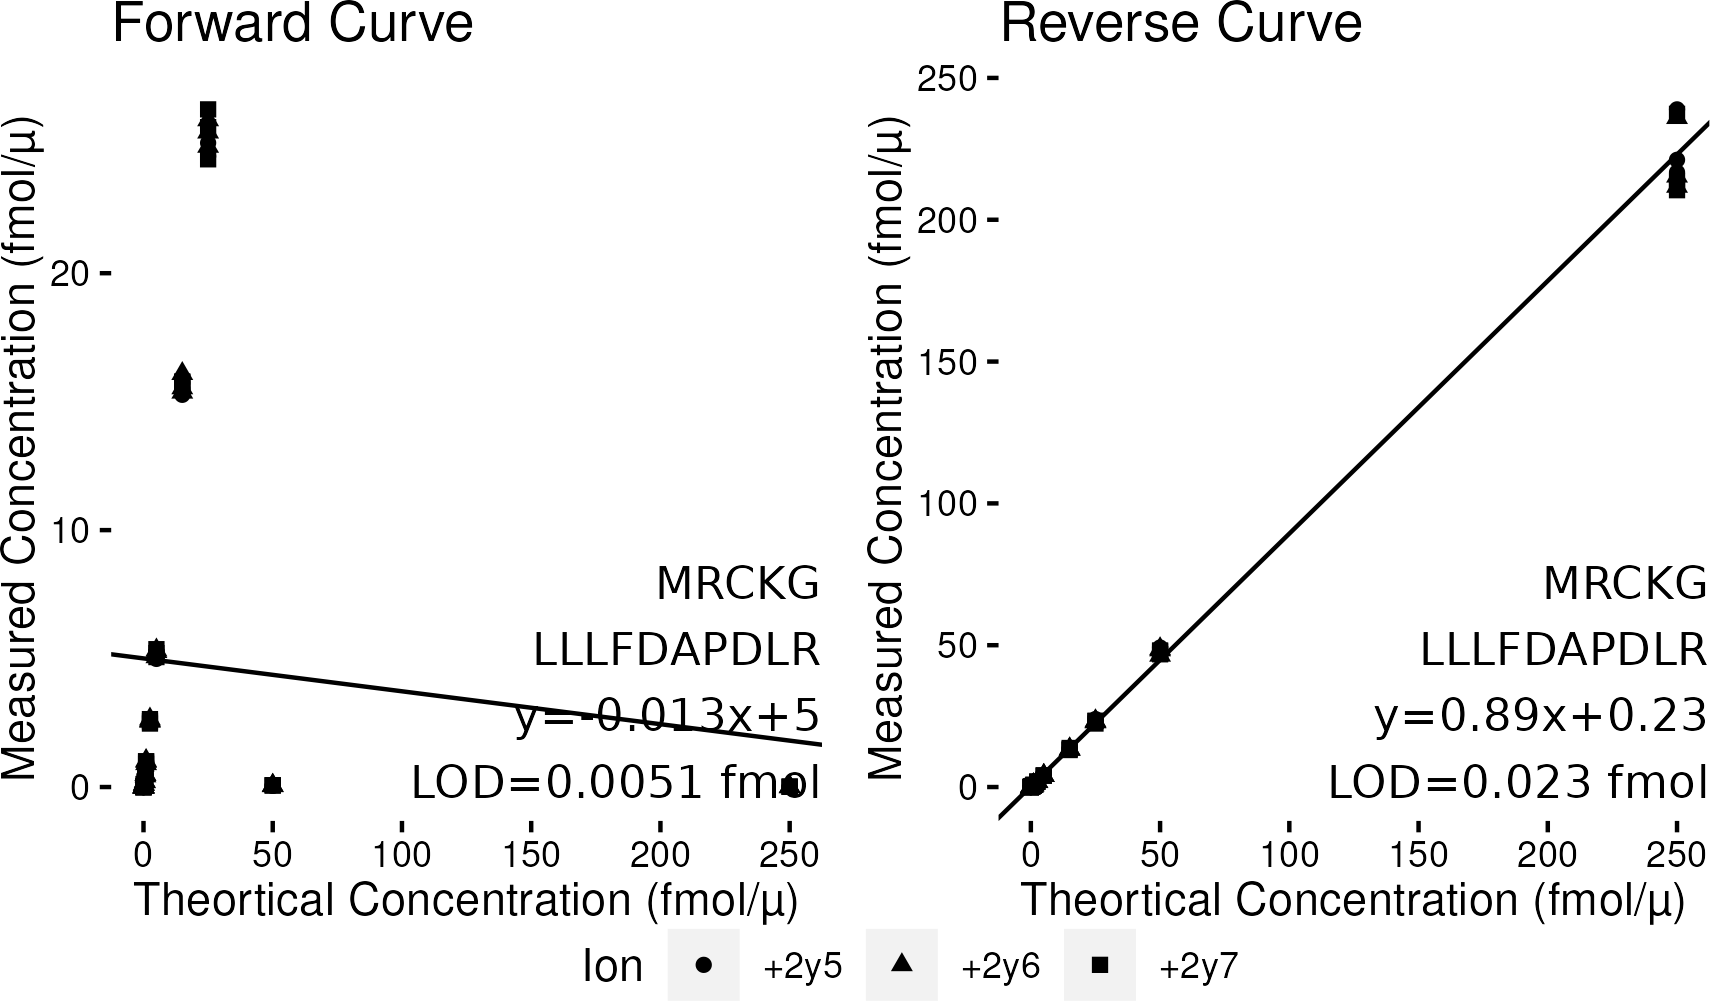 Forward Curve
Measured Concentration (fmol/µ)
20
10
0
MRCKG
LLLFDAPDLR
y=-0.013x+5
LOD=0.0051 fmol
0 50 100 150 200 250
Theortical Concentration (fmol/µ)
Reverse Curve
Measured Concentration (fmol/µ)
250
200
150
100
50
0
MRCKG
LLLFDAPDLR
y=0.89x+0.23
LOD=0.023 fmol
0 50 100 150 200 250
Theortical Concentration (fmol/µ)
Ion +2y5 +2y6 +2y7